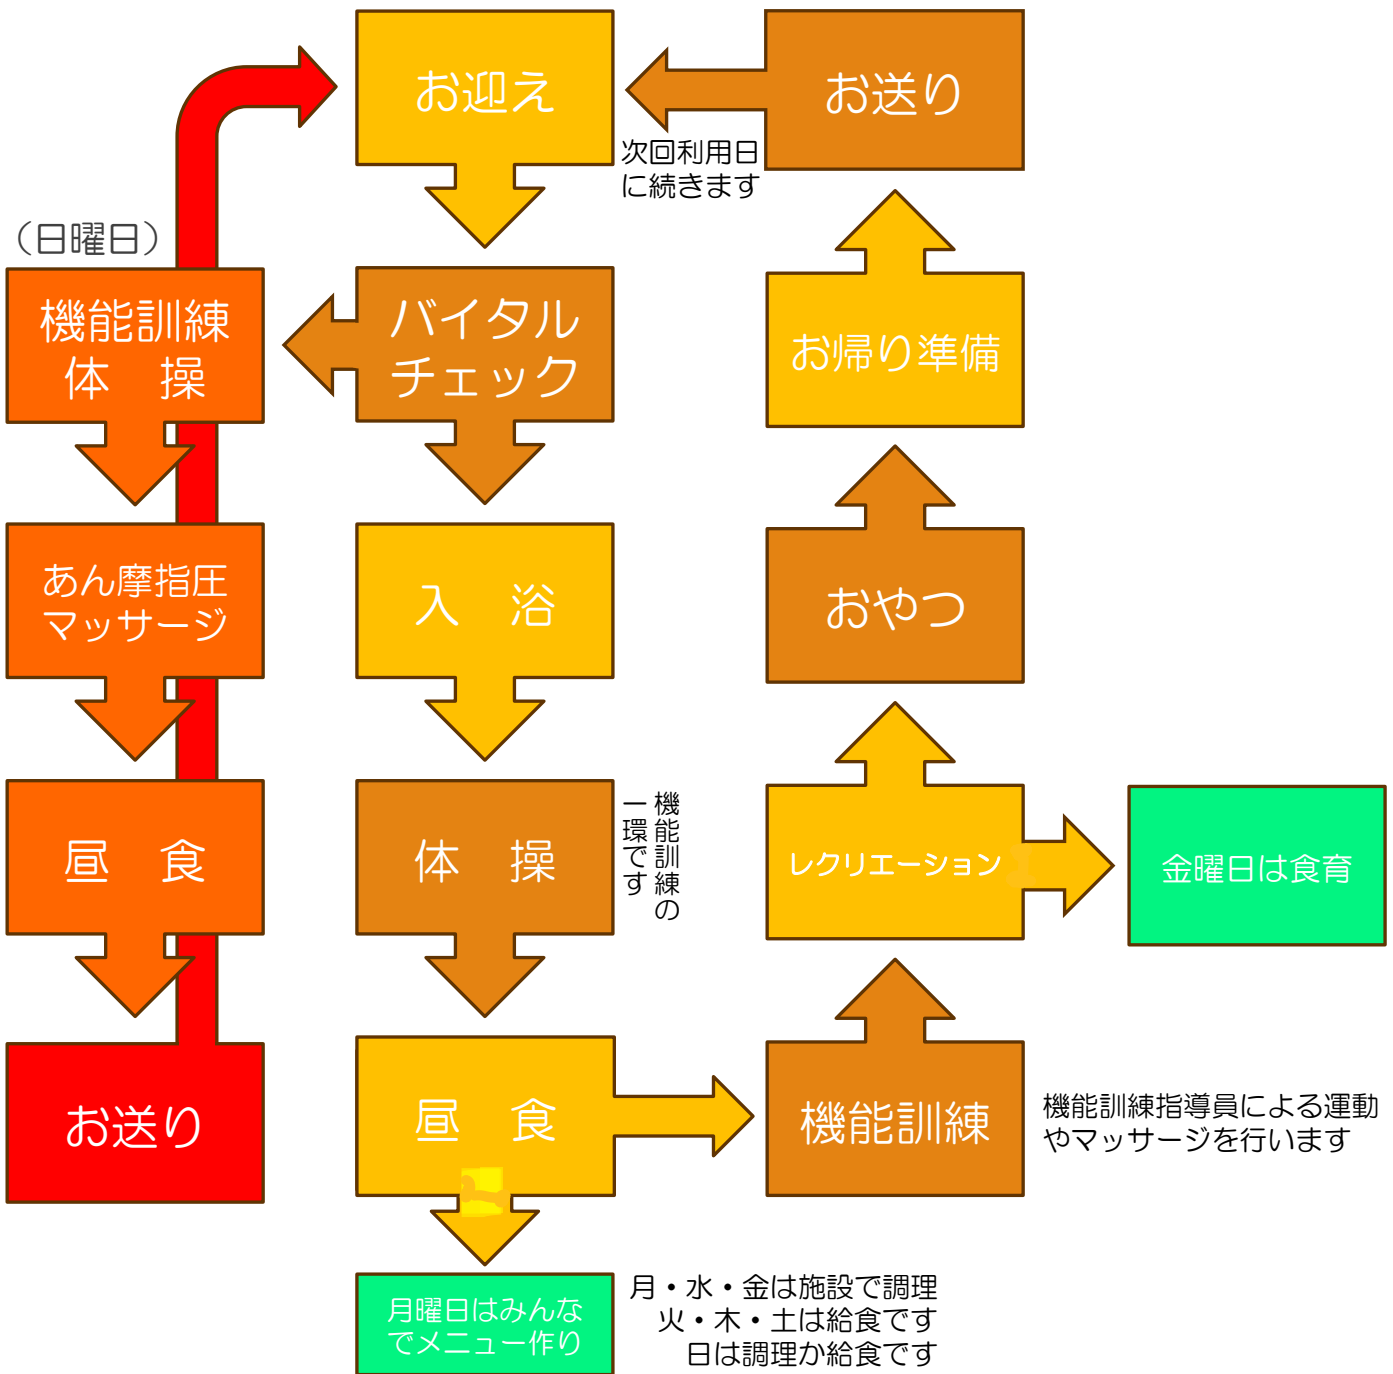 お迎え
お送り
次回利用日
に続きます
（日曜日）
機能訓練
体　操
バイタル
チェック
お帰り準備
あん摩指圧
マッサージ
入　浴
おやつ
昼　食
体　操
機能訓練の
一環です
レクリエーション
金曜日は食育
お送り
昼　食
機能訓練
機能訓練指導員による運動
やマッサージを行います
月曜日はみんな
でメニュー作り
月・水・金は施設で調理
火・木・土は給食です
日は調理か給食です